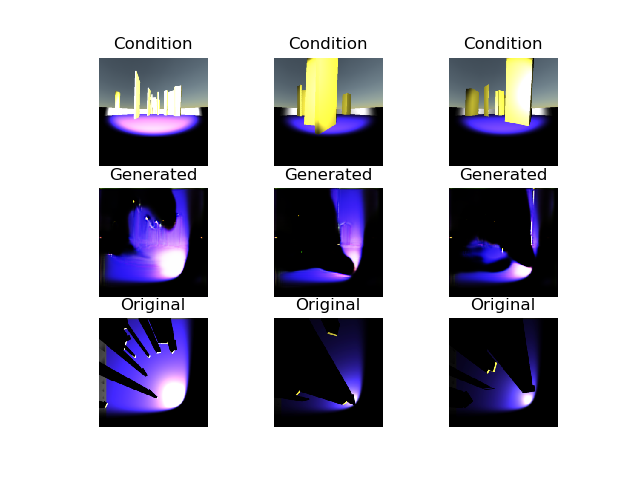 Condition Condition Condition
Generated Generated Generated
Original Original Original